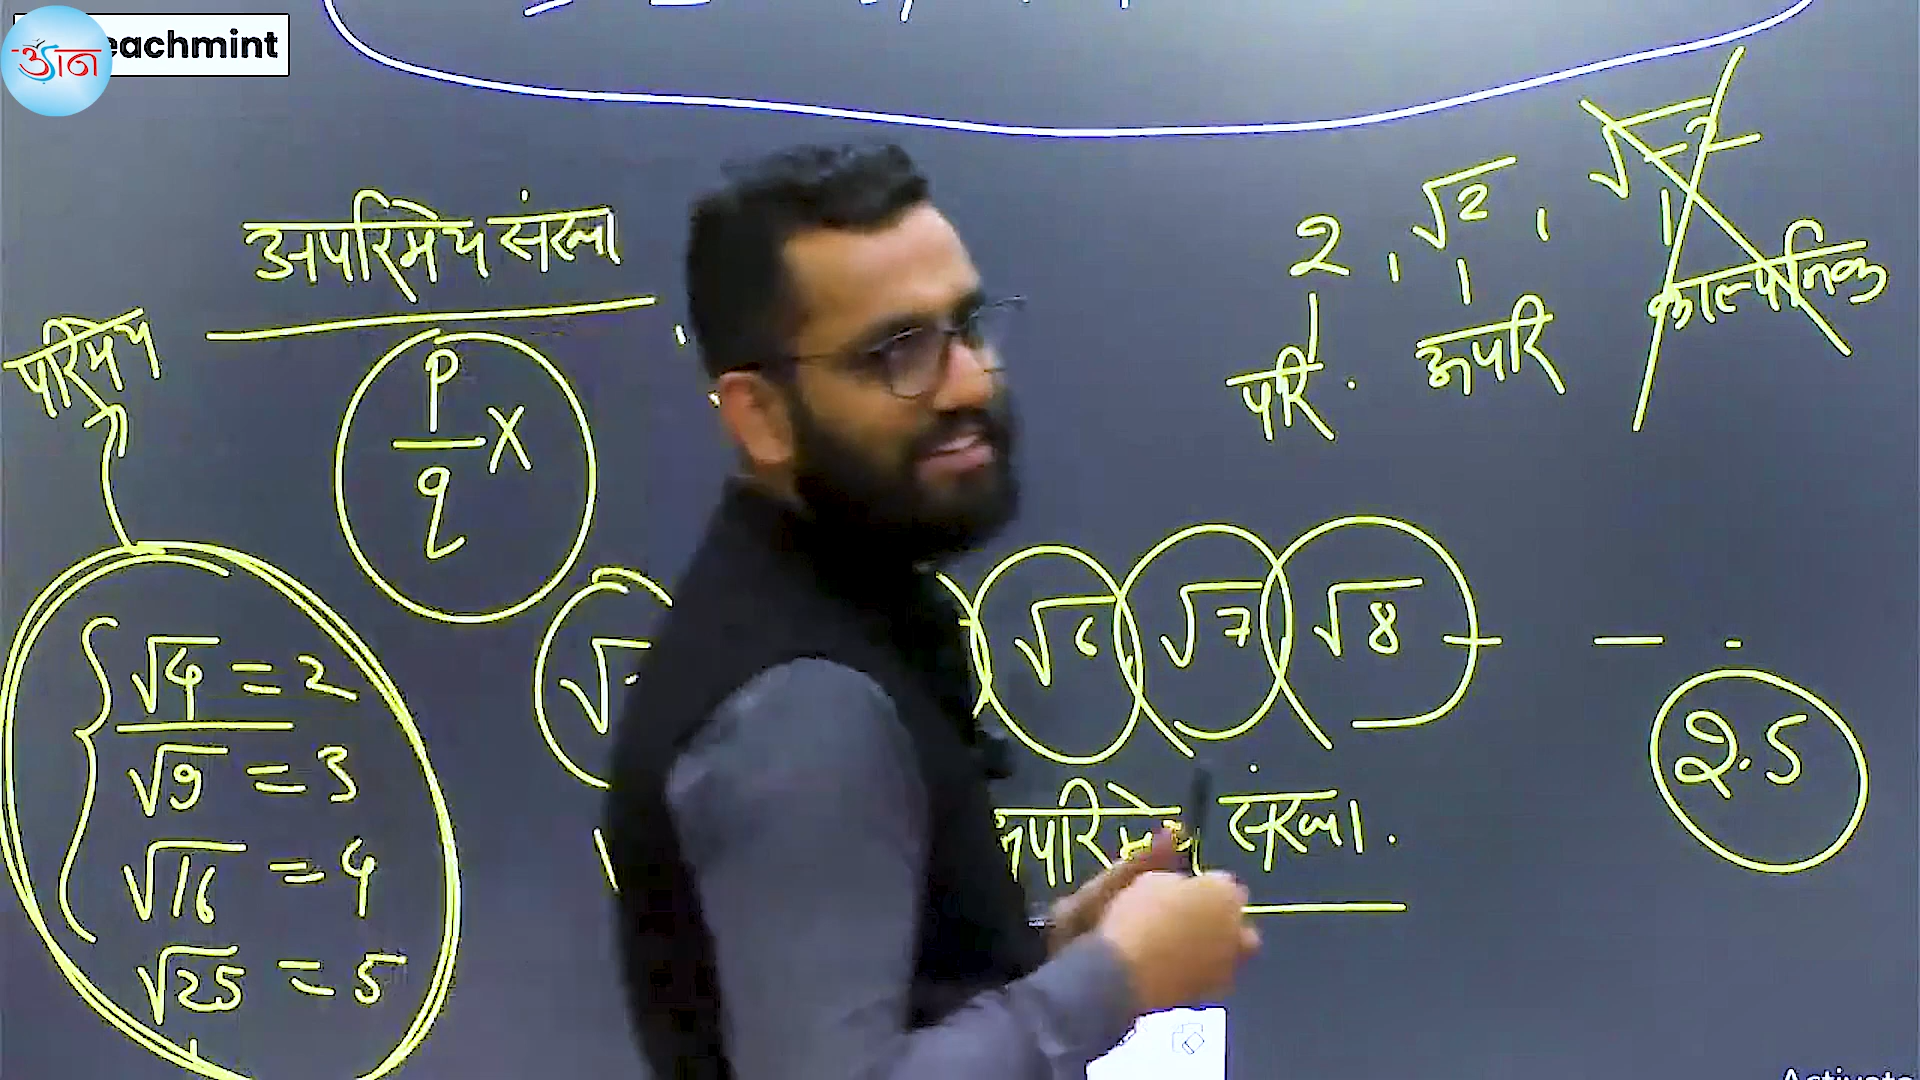 eachmint
ज्ञान
अपरिमेय संख्या
परिमेय
p/q X
2, √2, √-2
परि. अपरि काल्पनिक
√4 = 2
√9 = 3
√16 = 4
√25 = 5
√6 √7 √8 - - .
परिमेय संख्या.
2.5